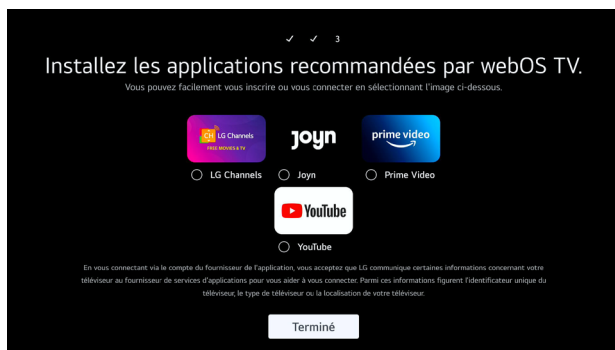 ✓ ✓ 3
Installez les applications recommandées par webOS TV.
Vous pouvez facilement vous inscrire ou vous connecter en sélectionnant l'image ci-dessous.
CH LG Channels
FREE MOVIES & TV
Joyn
prime video
LG Channels
Joyn
Prime Video
YouTube
YouTube
En vous connectant via le compte du fournisseur de l'application, vous acceptez que LG communique certaines informations concernant votre
téléviseur au fournisseur de services d'applications pour vous aider à vous connecter. Parmi ces informations figurent l'identificateur unique du
téléviseur, le type de téléviseur ou la localisation de votre téléviseur.
Terminé